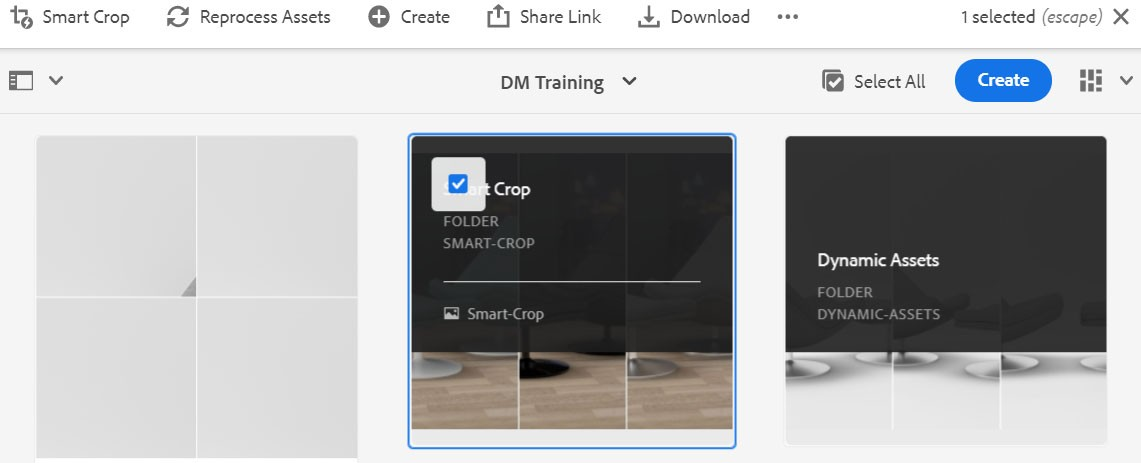 Smart Crop Reprocess Assets Create Share Link Download ••• 1 selected (escape)
DM Training Select All Create
Smart Crop
FOLDER
SMART-CROP
Smart-Crop
Dynamic Assets
FOLDER
DYNAMIC-ASSETS